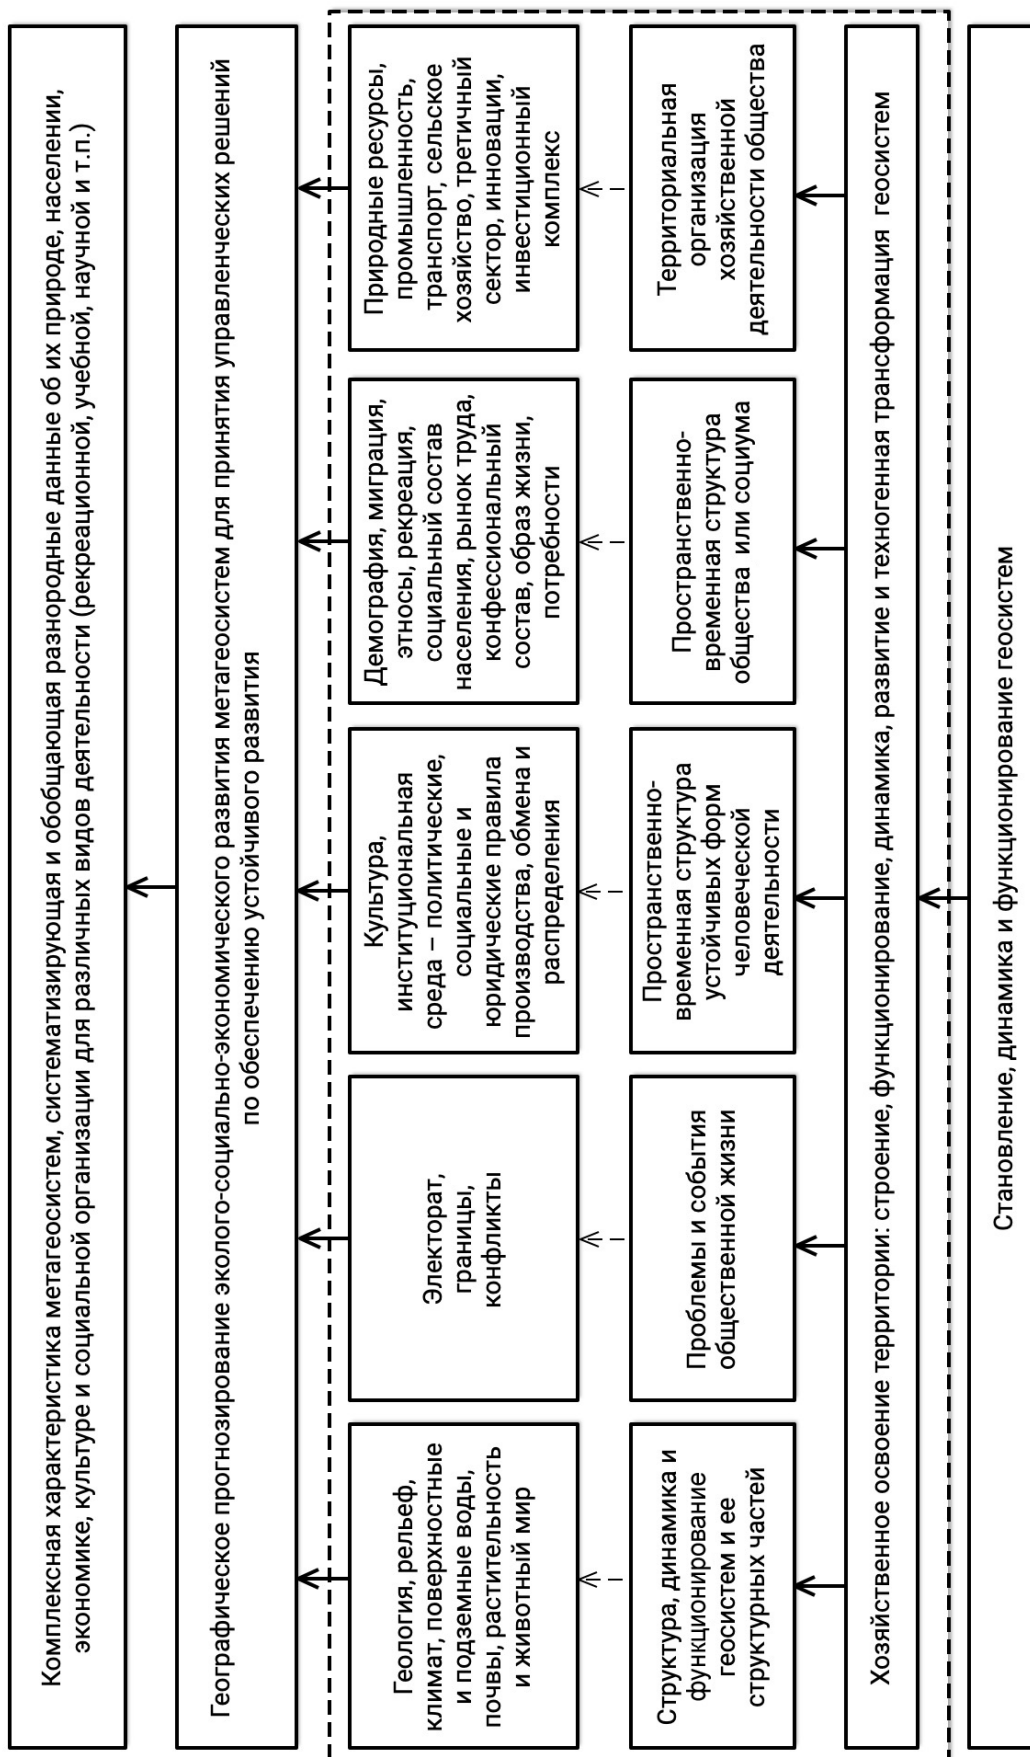 Комплексная характеристика метагеосистем, систематизирующая и обобщающая разнородные данные об их природе, населении,
экономике, культуре и социальной организации для различных видов деятельности (рекреационной, учебной, научной и т.п.)
Географическое прогнозирование эколого-социально-экономического развития метагеосистем для принятия управленческих решений
по обеспечению устойчивого развития
Геология, рельеф,
климат, поверхностные
и подземные воды,
почвы, растительность
и животный мир
Электорат,
границы,
конфликты
Культура,
институциональная
среда – политические,
социальные и
юридические правила
производства, обмена и
распределения
Демография, миграция,
этносы, рекреация,
социальный состав
населения, рынок труда,
конфессиональный
состав, образ жизни,
потребности
Природные ресурсы,
промышленность,
транспорт, сельское
хозяйство, третичный
сектор, инновации,
инвестиционный
комплекс
Структура, динамика и
функционирование
геосистем и ее
структурных частей
Проблемы и события
общественной жизни
Пространственно-
временная структура
устойчивых форм
человеческой
деятельности
Пространственно-
временная структура
общества или социума
Территориальная
организация
хозяйственной
деятельности общества
Хозяйственное освоение территории: строение, функционирование, динамика, развитие и техногенная трансформация геосистем
Становление, динамика и функционирование геосистем